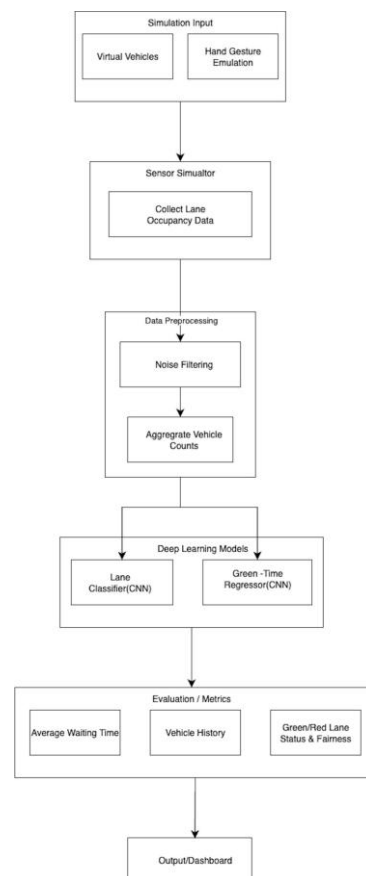 Simulation Input
Virtual Vehicles
Hand Gesture
Emulation
Sensor Simualtor
Collect Lane
Occupancy Data
Data Preprocessing
Noise Filtering
Aggregrate Vehicle
Counts
Deep Learning Models
Lane
Classifier(CNN)
Green -Time
Regressor(CNN)
Evaluation / Metrics
Average Waiting Time
Vehicle History
Green/Red Lane
Status & Fairness
Output/Dashboard